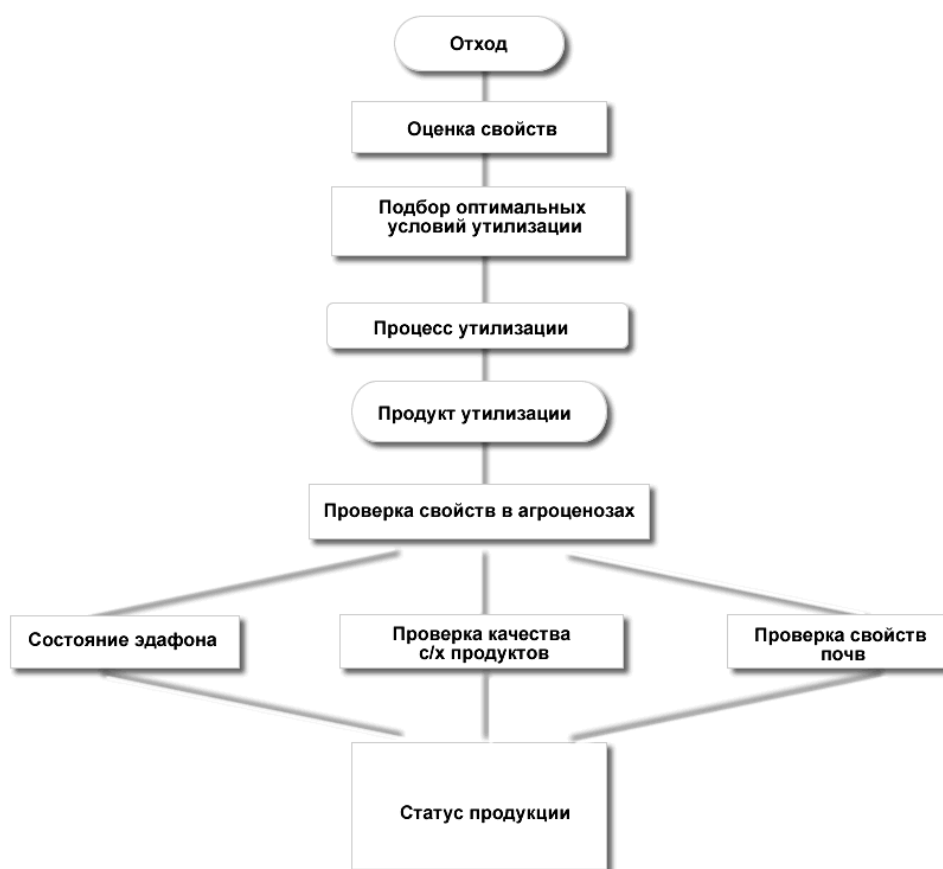 Отход
Оценка свойств
Подбор оптимальных
условий утилизации
Процесс утилизации
Продукт утилизации
Проверка свойств в агроценозах
Состояние эдафона
Проверка качества
с/х продуктов
Проверка свойств
почв
Статус продукции